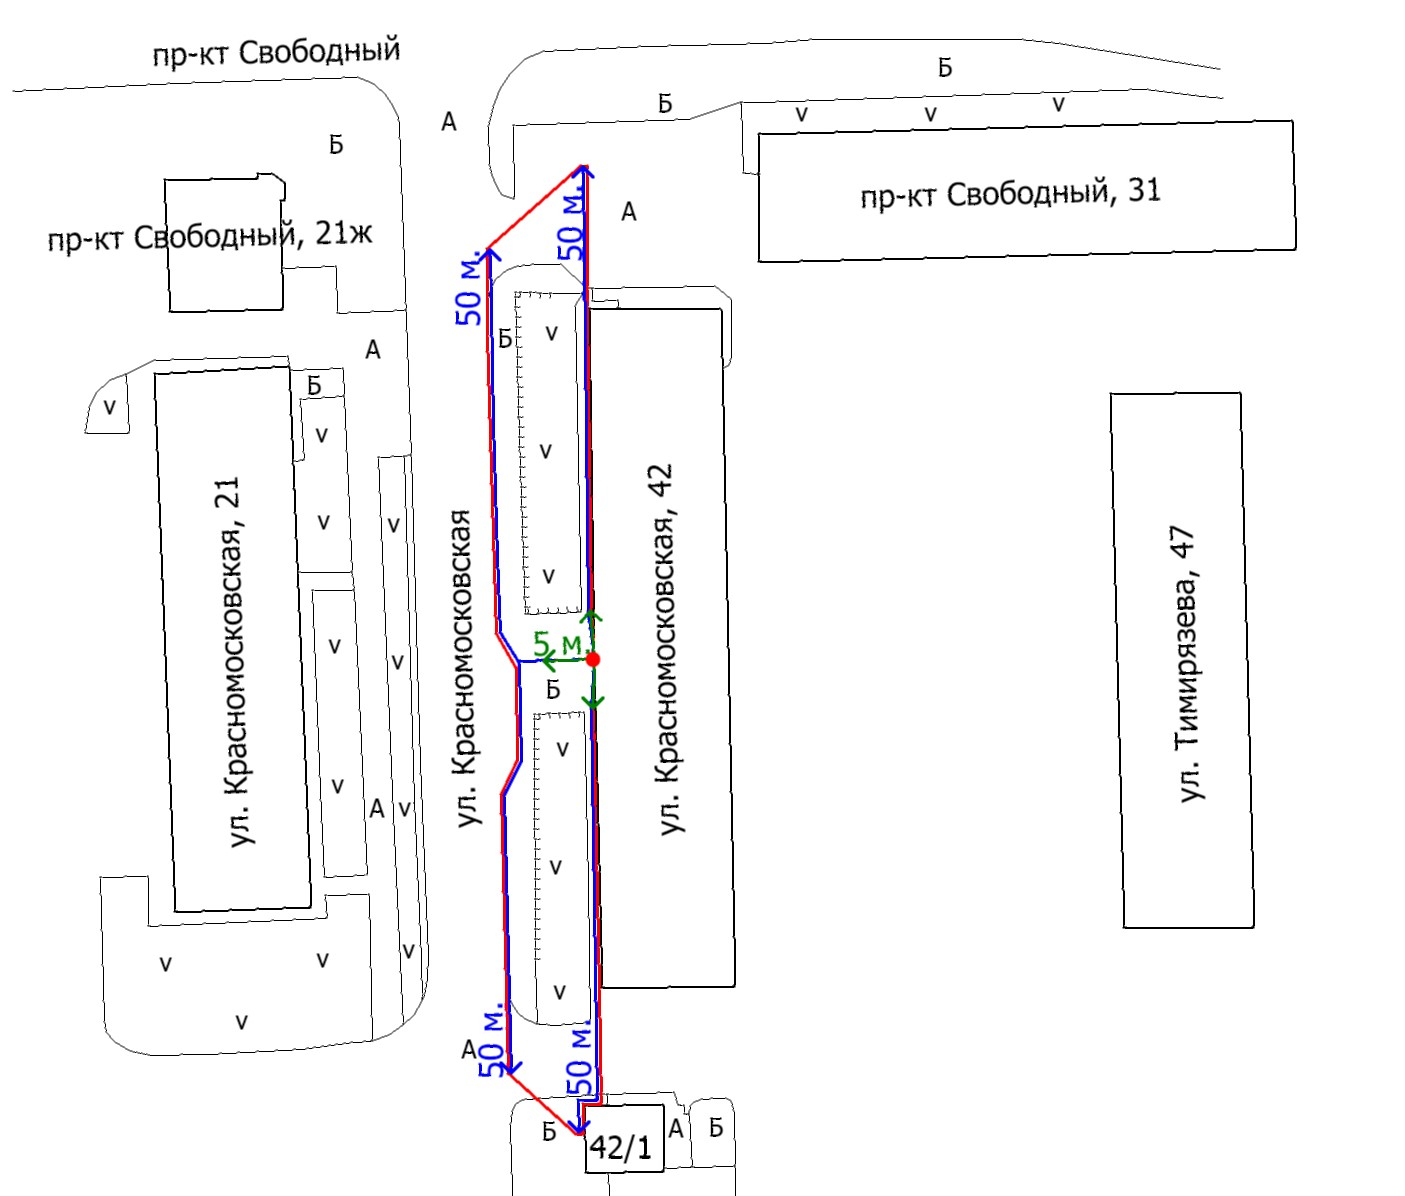 пр-кт Свободный
Б
Б
А
Б
v
v
v
пр-кт Свободный, 31
А
50 м.
пр-кт Свободный, 21ж
50 м.
А
Б
v
Б
v
v
v
v
v
v
v
ул. Красномосковская, 21
ул. Красномосковская
ул. Красномосковская, 42
ул. Тимирязева, 47
5 м.
v
v
Б
v
v
А
v
v
v
v
v
v
v
50 м.
А
50 м.
Б
42/1
А
Б